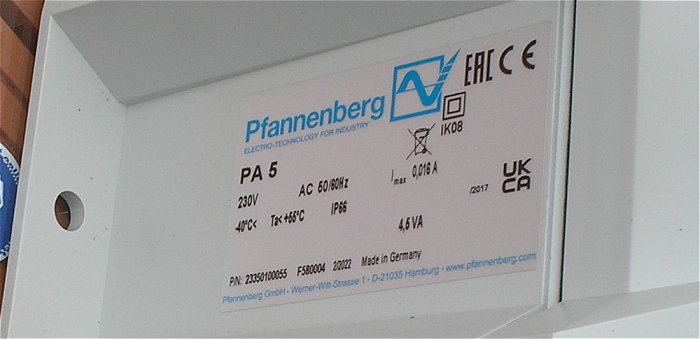 Pfannenberg
ELECTRO-TECHNOLOGY FOR INDUSTRY
EAC CE
IK08
PA 5
230V AC 50/60Hz Imax 0,016 A
-40°C< Ta< +55°C IP66 4,5 VA
/2017
UK
CA
P/N: 23350100055 F580004 2/2022 Made in Germany
Pfannenberg GmbH - Werner-Witt-Strasse 1 - D-21035 Hamburg - www.pfannenberg.com